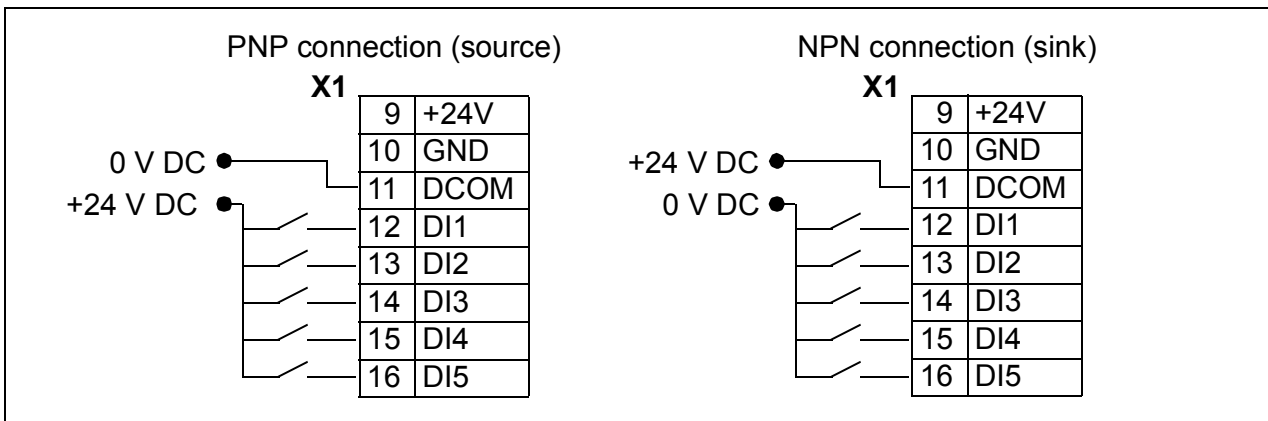 PNP connection (source)
X1
9 +24V
10 GND
11 DCOM
12 DI1
13 DI2
14 DI3
15 DI4
16 DI5
0 V DC
+24 V DC
NPN connection (sink)
X1
9 +24V
10 GND
11 DCOM
12 DI1
13 DI2
14 DI3
15 DI4
16 DI5
+24 V DC
0 V DC